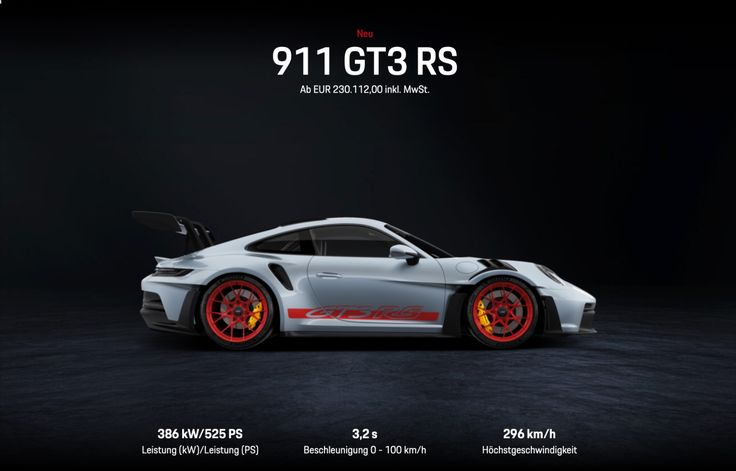 Neu
911 GT3 RS
Ab EUR 230.112,00 inkl. MwSt.
GT3 RS
386 kW/525 PS
Leistung (kW)/Leistung (PS)
3,2 s
Beschleunigung 0 - 100 km/h
296 km/h
Höchstgeschwindigkeit